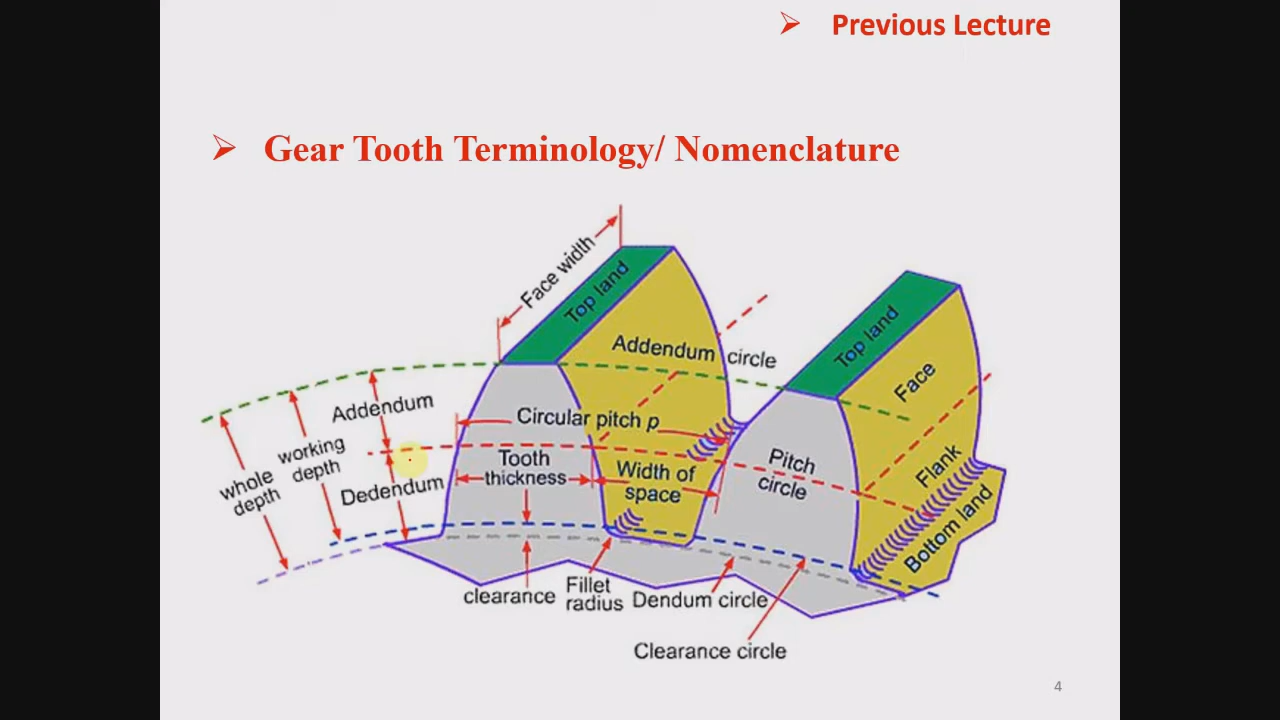 ➢ Previous Lecture
➢ Gear Tooth Terminology/ Nomenclature
Face width
Top land
Top land
Addendum circle
Face
Addendum
Circular pitch p
working
depth
whole
depth
Dedendum
Tooth
thickness
Width of
space
Pitch
circle
Flank
Bottom land
clearance
Fillet
radius
Dendum circle
Clearance circle
4